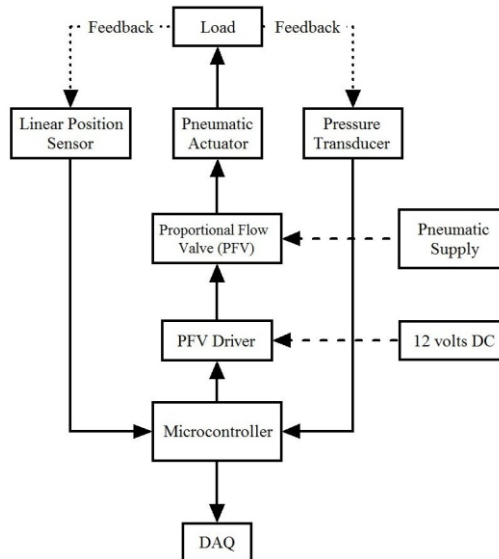 Feedback
Load
Feedback
Linear Position
Sensor
Pneumatic
Actuator
Pressure
Transducer
Proportional Flow
Valve (PFV)
Pneumatic
Supply
PFV Driver
12 volts DC
Microcontroller
DAQ